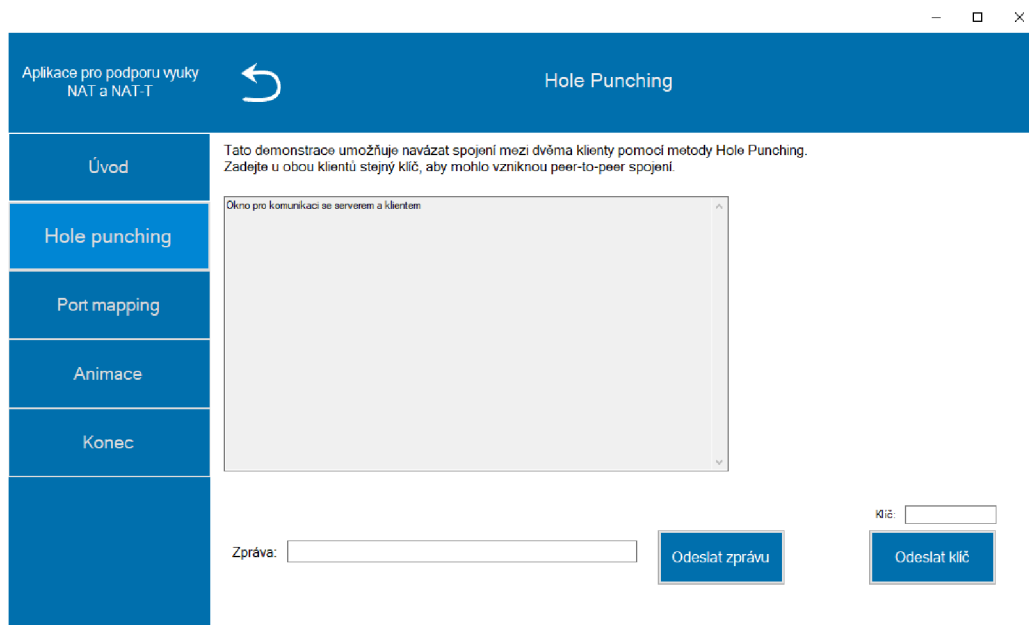 Aplikace pro podporu vyuky
NAT a NAT-T
Hole Punching
Úvod
Hole punching
Port mapping
Animace
Konec
Tato demonstrace umožňuje navázat spojení mezi dvěma klienty pomocí metody Hole Punching.
Zadejte u obou klientů stejný klíč, aby mohlo vzniknou peer-to-peer spojení.
Okno pro komunikaci se serverem a klientem
Klíč:
Zpráva:
Odeslat zprávu
Odeslat klíč